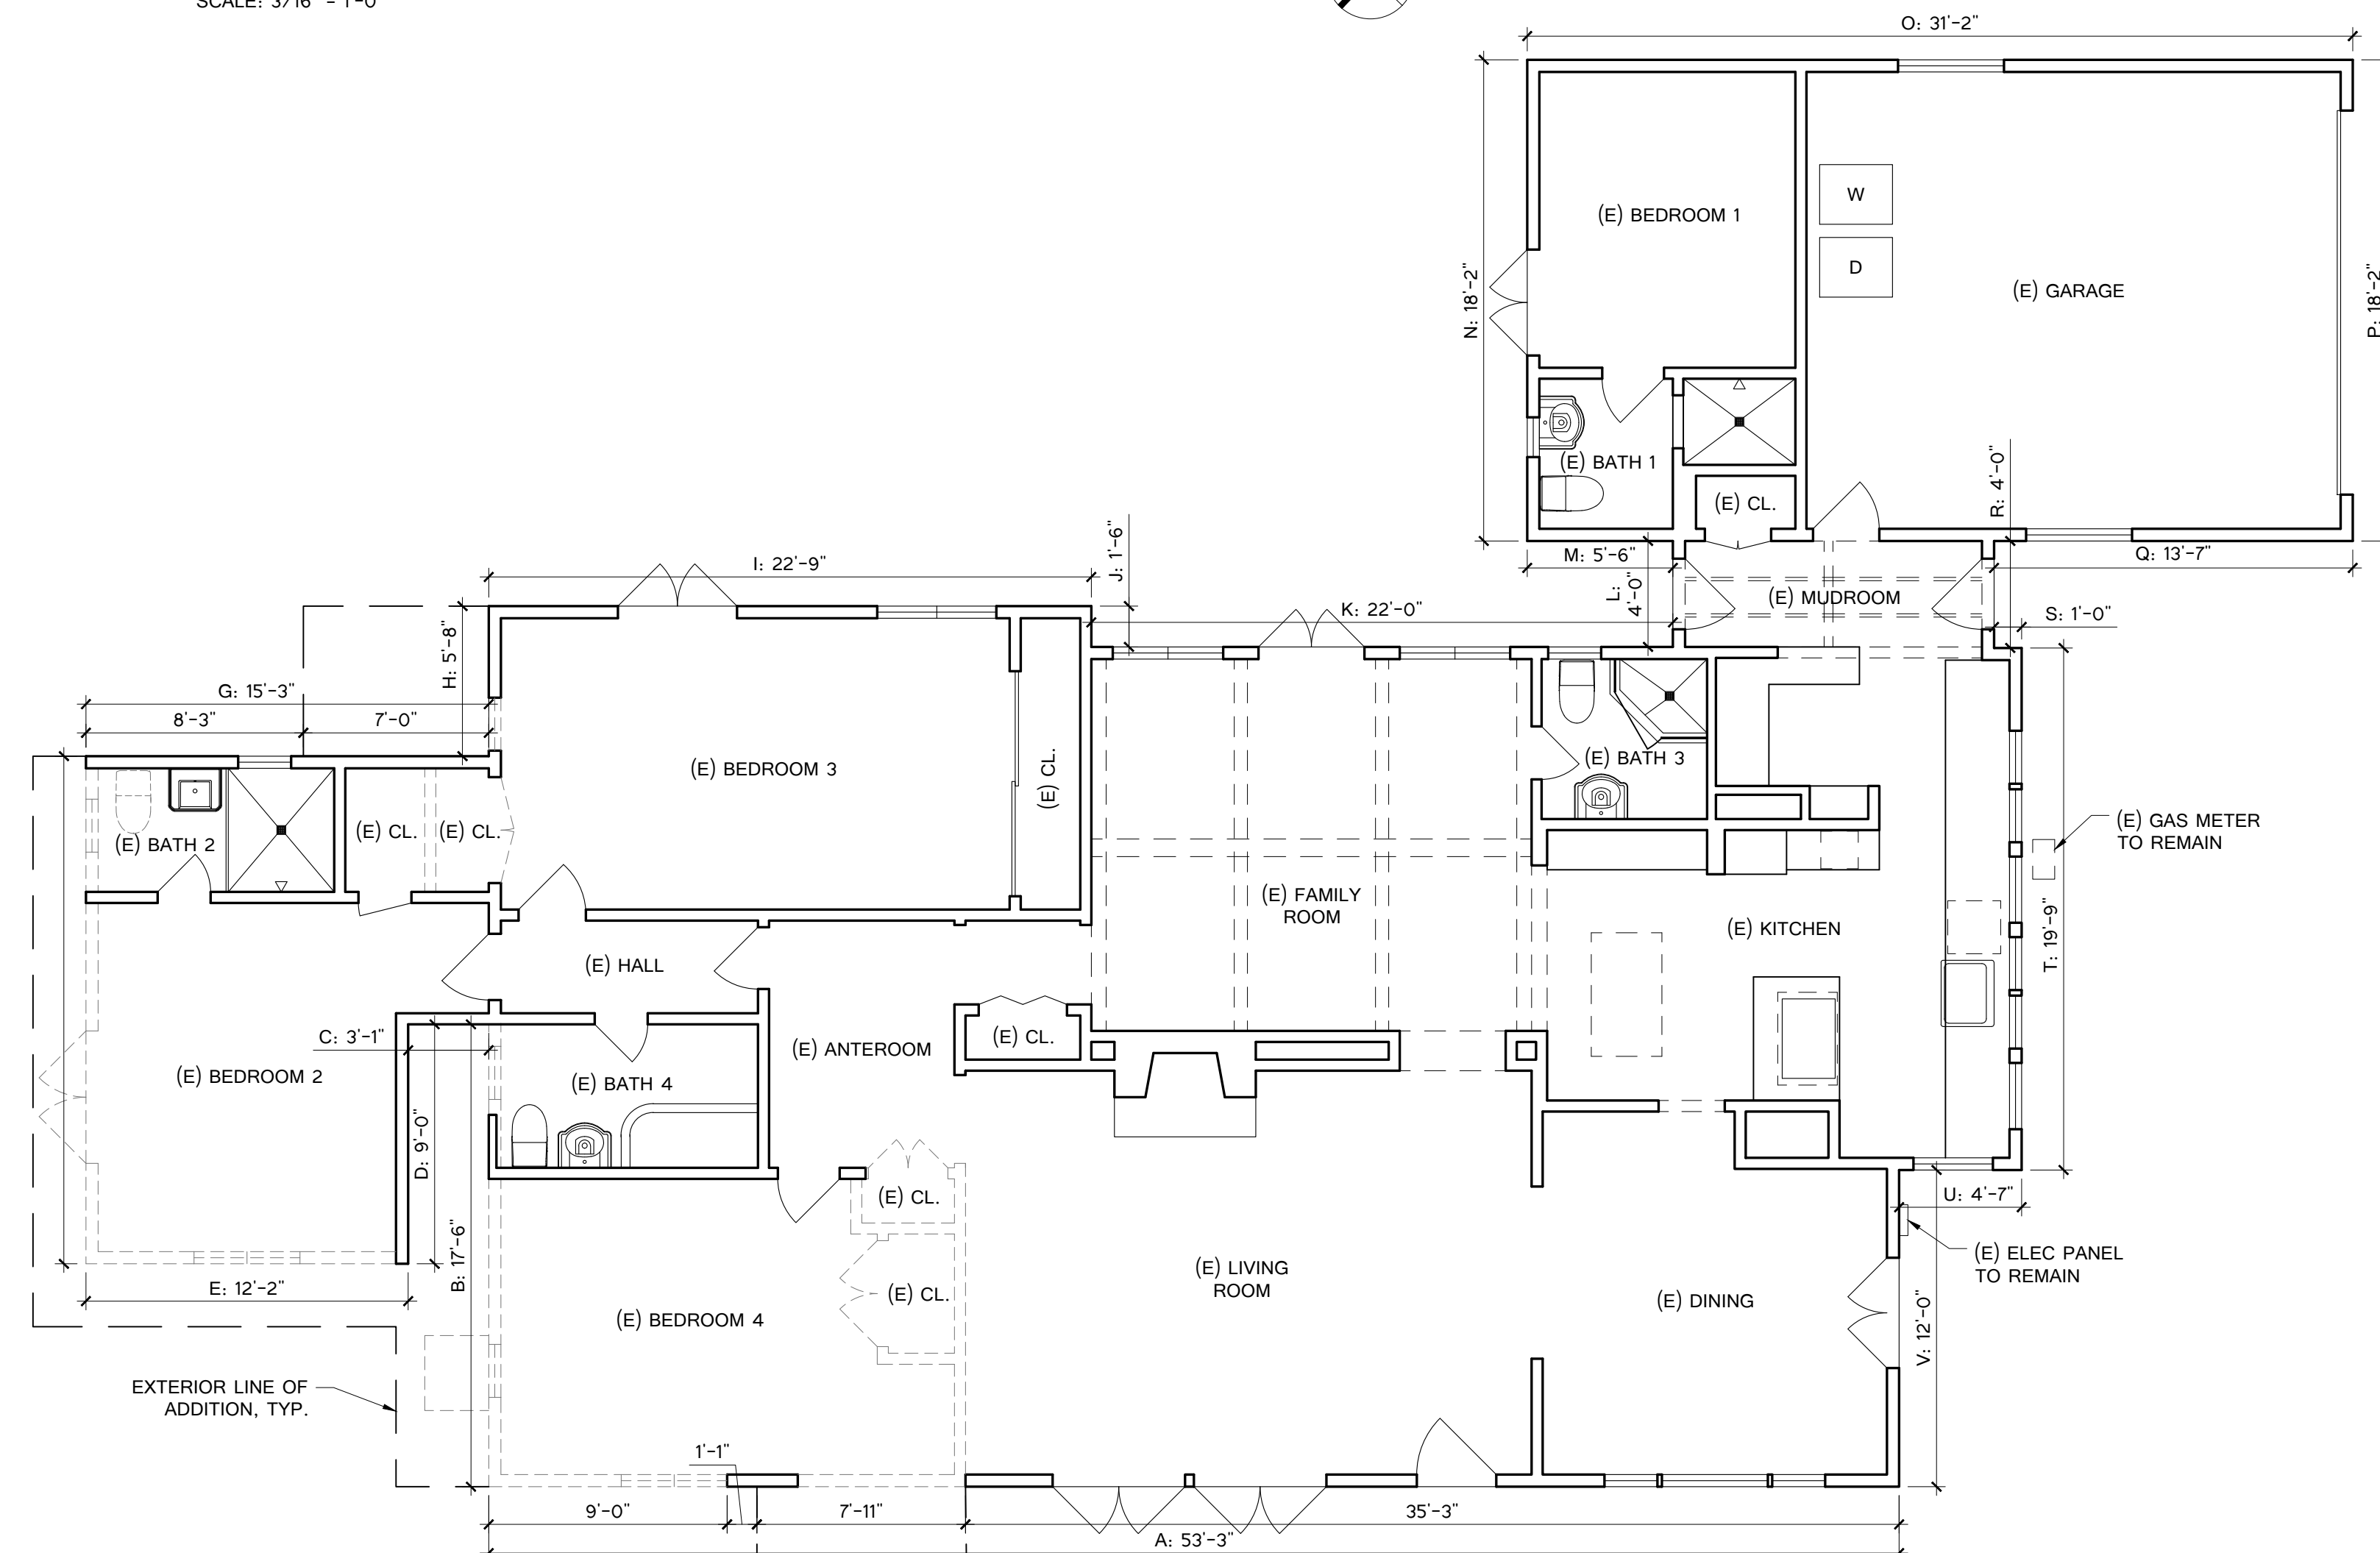 SCALE: 3/16" = 1'-0"
O: 31'-2"
(E) BEDROOM 1
W
D
(E) GARAGE
N: 18'-2"
P: 18'-2"
(E) BATH 1
(E) CL.
R: 4'-0"
M: 5'-6"
Q: 13'-7"
L:
4'-0"
(E) MUDROOM
S: 1'-0"
I: 22'-9"
J: 1'-6"
K: 22'-0"
H: 5'-8"
G: 15'-3"
8'-3"
7'-0"
(E) BEDROOM 3
(E) CL.
(E) BATH 3
(E) BATH 2
(E) CL.
(E) CL.
(E) GAS METER
TO REMAIN
(E) FAMILY
ROOM
(E) KITCHEN
T: 19'-9"
(E) HALL
C: 3'-1"
(E) BEDROOM 2
(E) BATH 4
(E) ANTEROOM
(E) CL.
D: 9'-0"
B: 17'-6"
(E) CL.
U: 4'-7"
(E) ELEC PANEL
TO REMAIN
E: 12'-2"
(E) BEDROOM 4
(E) CL.
(E) LIVING
ROOM
(E) DINING
V: 12'-0"
EXTERIOR LINE OF
ADDITION, TYP.
1'-1"
9'-0"
7'-11"
35'-3"
A: 53'-3"